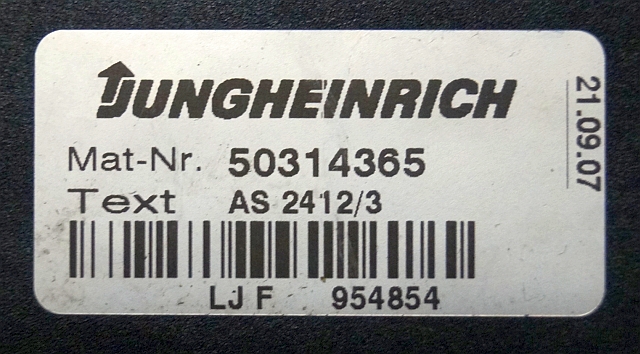 JUNGHEINRICH
Mat-Nr. 50314365
Text AS 2412/3
LJ F 954854
21.09.07